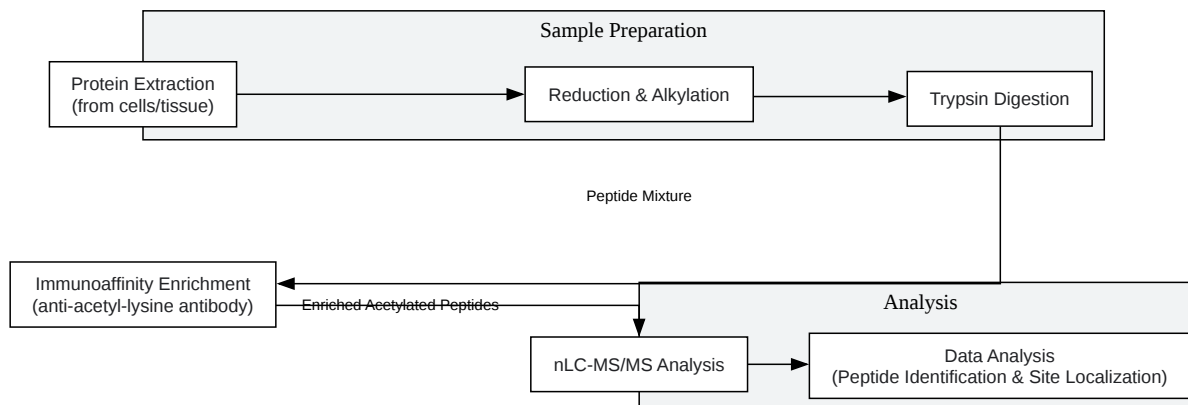 Sample Preparation
Protein Extraction
(from cells/tissue)
Reduction & Alkylation
Trypsin Digestion
Peptide Mixture
Immunoaffinity Enrichment
(anti-acetyl-lysine antibody)
Enriched Acetylated Peptides
Analysis
nLC-MS/MS Analysis
Data Analysis
(Peptide Identification & Site Localization)